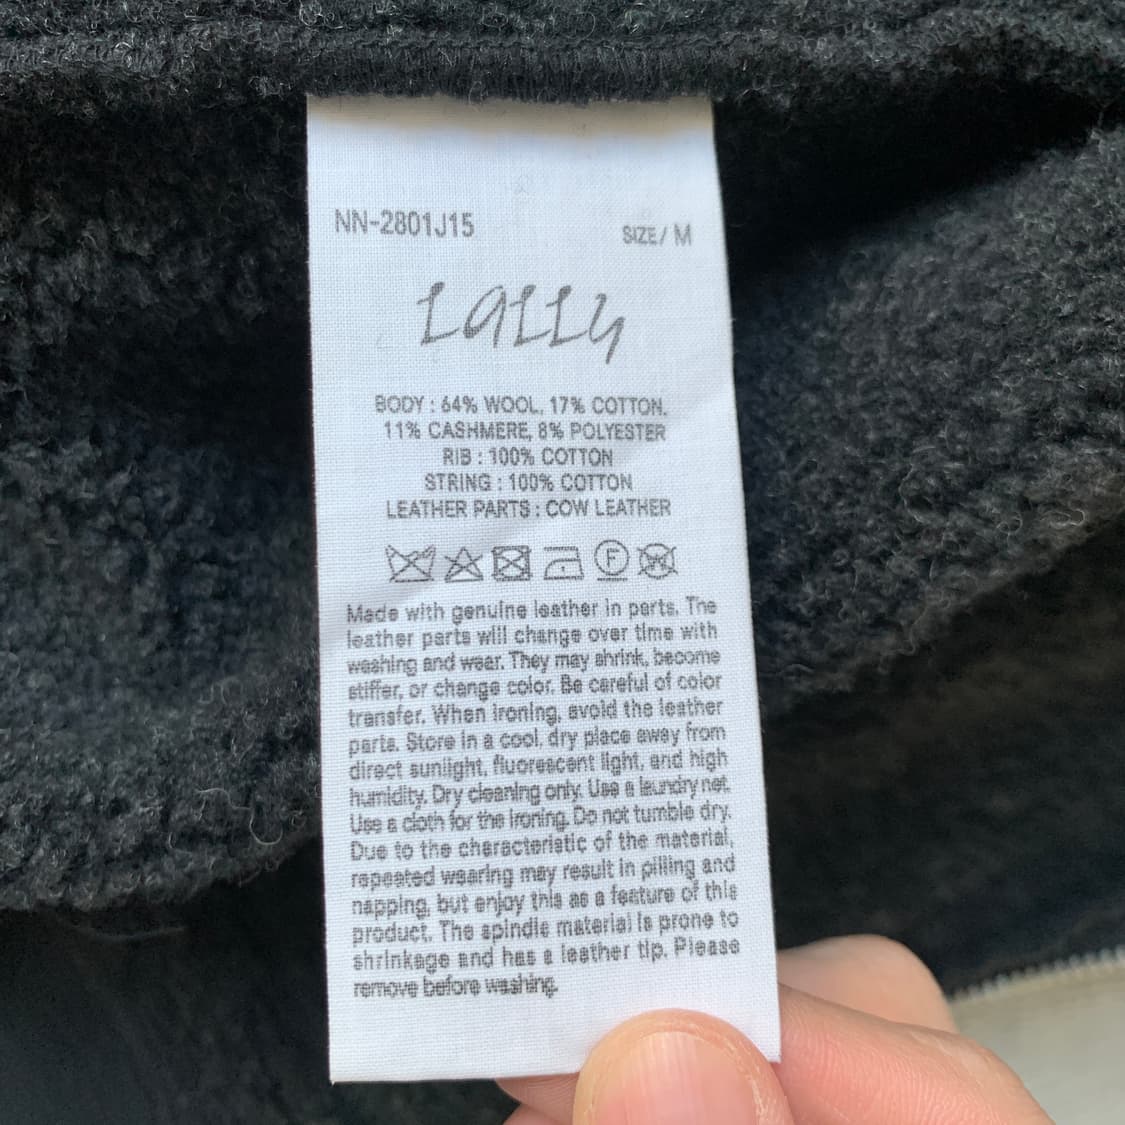 NN-2801J15 SIZE/ M
Lally
BODY : 64% WOOL, 17% COTTON,
11% CASHMERE, 8% POLYESTER
RIB : 100% COTTON
STRING : 100% COTTON
LEATHER PARTS : COW LEATHER
F W
Made with genuine leather in parts. The
leather parts will change over time with
washing and wear. They may shrink, become
stiffer, or change color. Be careful of color
transfer. When ironing, avoid the leather
parts. Store in a cool, dry place away from
direct sunlight, fluorescent light, and high
humidity. Dry cleaning only. Use a laundry net.
Use a cloth for the ironing. Do not tumble dry.
Due to the characteristic of the material,
repeated wearing may result in pilling and
napping, but enjoy this as a feature of this
product. The spindle material is prone to
shrinkage and has a leather tip. Please
remove before washing.